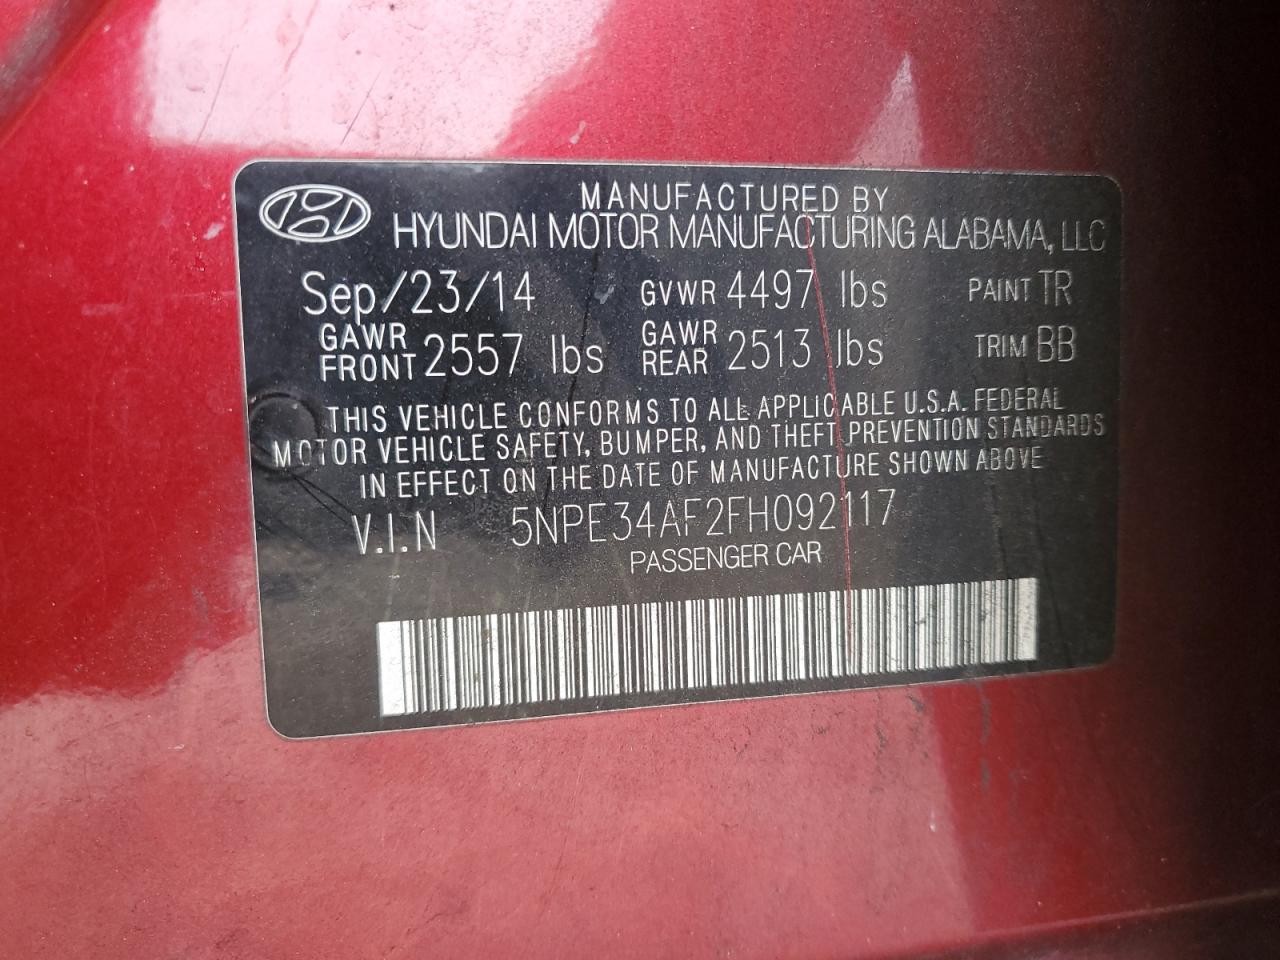 MANUFACTURED BY
HYUNDAI MOTOR MANUFACTURING ALABAMA, LLC
Sep/23/14 GVWR 4497 lbs PAINT TR
GAWR FRONT 2557 lbs GAWR REAR 2513 lbs TRIM BB
THIS VEHICLE CONFORMS TO ALL APPLICABLE U.S.A. FEDERAL
MOTOR VEHICLE SAFETY, BUMPER, AND THEFT PREVENTION STANDARDS
IN EFFECT ON THE DATE OF MANUFACTURE SHOWN ABOVE
V.I.N 5NPE34AF2FH092117
PASSENGER CAR